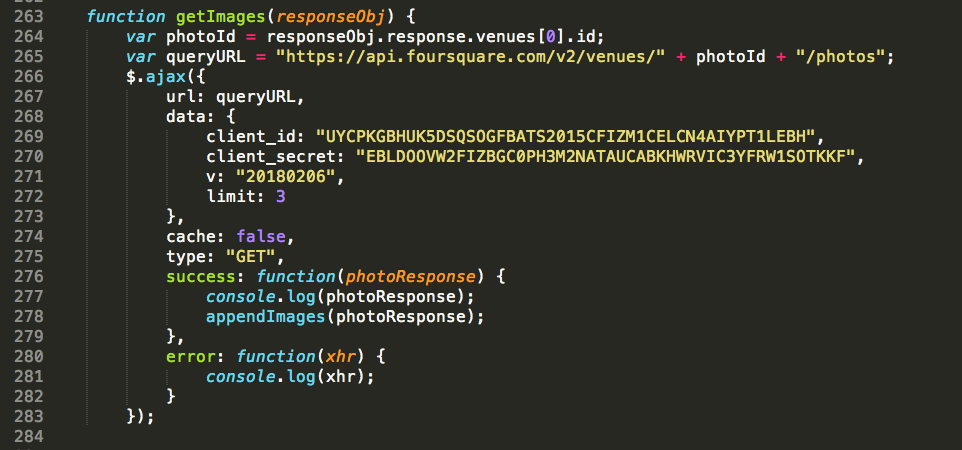 263 function getImages(responseObj) {
264 var photoId = responseObj.response.venues[0].id;
265 var queryURL = "https://api.foursquare.com/v2/venues/" + photoId + "/photos";
266 $.ajax({
267 url: queryURL,
268 data: {
269 client_id: "UYCPKGBHUK5DSQSOGFBATS2015CFIZM1CELCN4AIYPT1LEBH",
270 client_secret: "EBLDOOVW2FIZBGC0PH3M2NATAUCABKHWRVIC3YFRW1SOTKKF",
271 v: "20180206",
272 limit: 3
273 },
274 cache: false,
275 type: "GET",
276 success: function(photoResponse) {
277 console.log(photoResponse);
278 appendImages(photoResponse);
279 },
280 error: function(xhr) {
281 console.log(xhr);
282 }
283 });
284